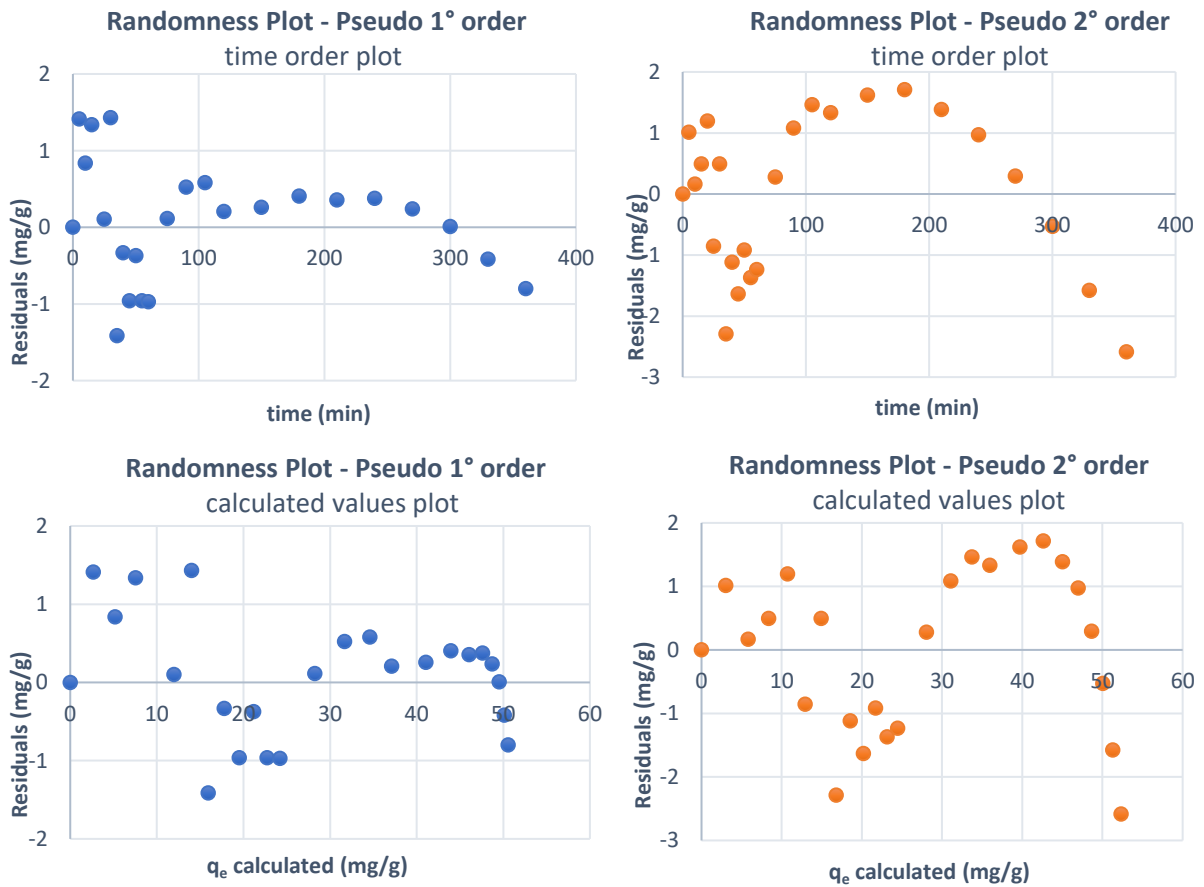 Randomness Plot - Pseudo 1° order
time order plot
2
1
0
-1
-2
0
100
200
300
400
Residuals (mg/g)
time (min)
Randomness Plot - Pseudo 2° order
time order plot
2
1
0
-1
-2
-3
0
100
200
300
400
Residuals (mg/g)
time (min)
Randomness Plot - Pseudo 1° order
calculated values plot
2
1
0
-1
-2
0
10
20
30
40
50
60
Residuals (mg/g)
qe calculated (mg/g)
Randomness Plot - Pseudo 2° order
calculated values plot
2
1
0
-1
-2
-3
0
10
20
30
40
50
60
Residuals (mg/g)
qe calculated (mg/g)